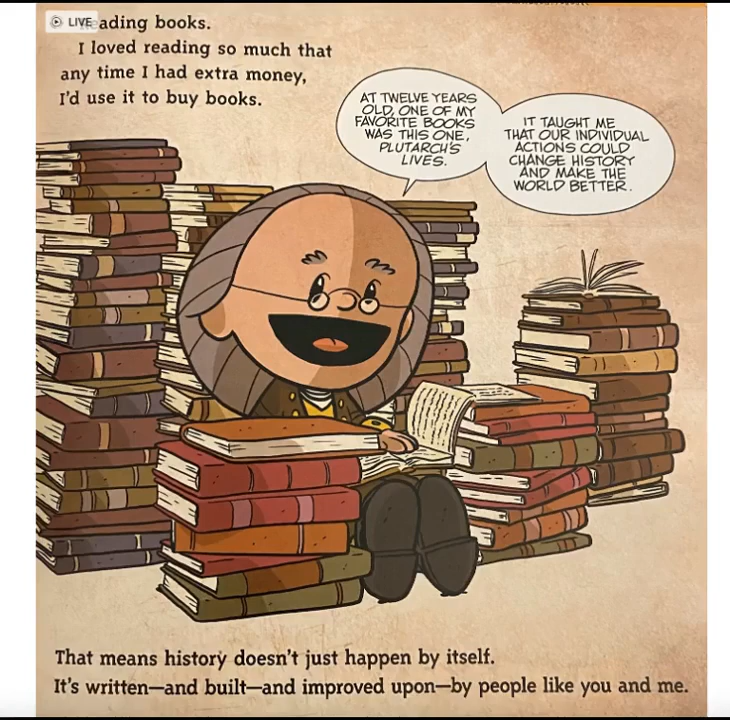 LIVE
ading books.
I loved reading so much that
any time I had extra money,
I'd use it to buy books.
AT TWELVE YEARS
OLD, ONE OF MY
FAVORITE BOOKS
WAS THIS ONE,
PLUTARCH'S
LIVES.
IT TAUGHT ME
THAT OUR INDIVIDUAL
ACTIONS COULD
CHANGE HISTORY
AND MAKE THE
WORLD BETTER.
That means history doesn't just happen by itself.
It's written—and built—and improved upon—by people like you and me.